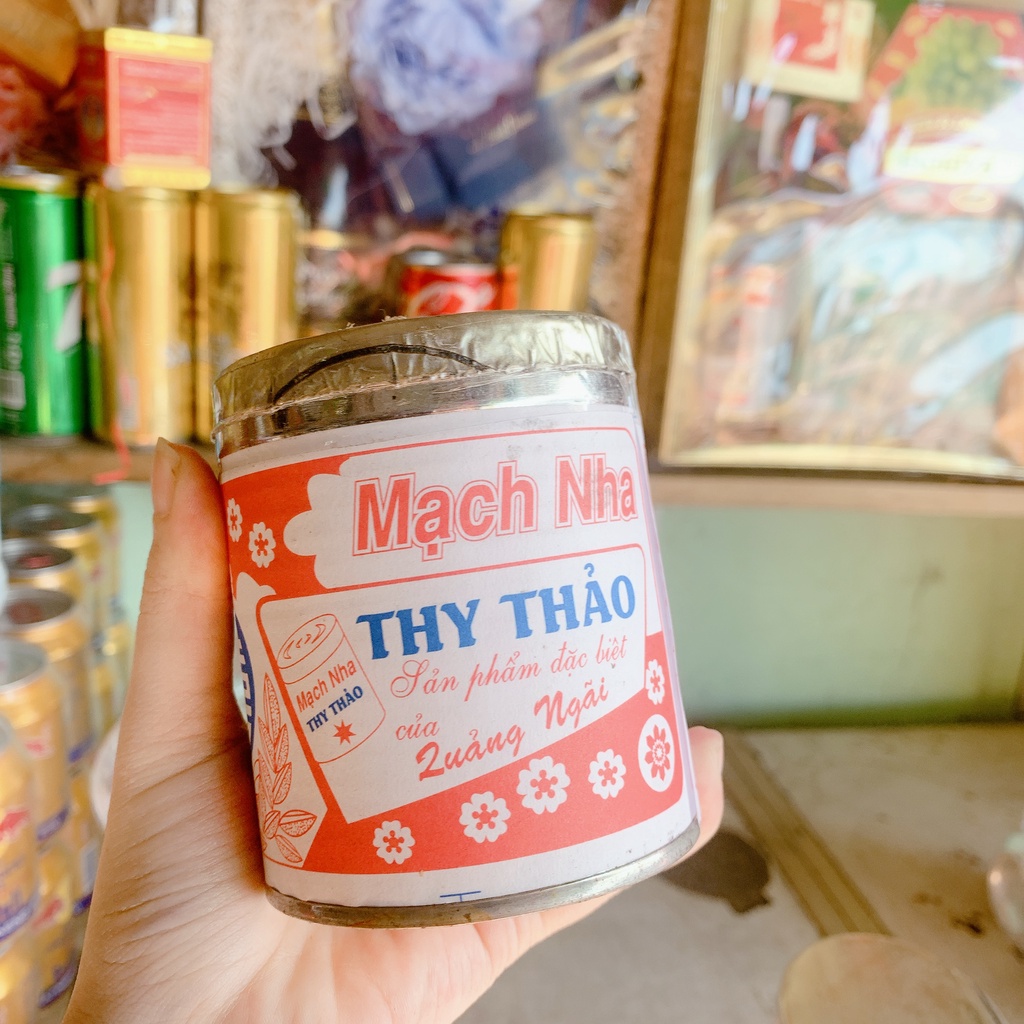 Mạch Nha
THY THẢO
Sản phẩm đặc biệt
của
Quảng Ngãi
Mạch Nha
THY THẢO